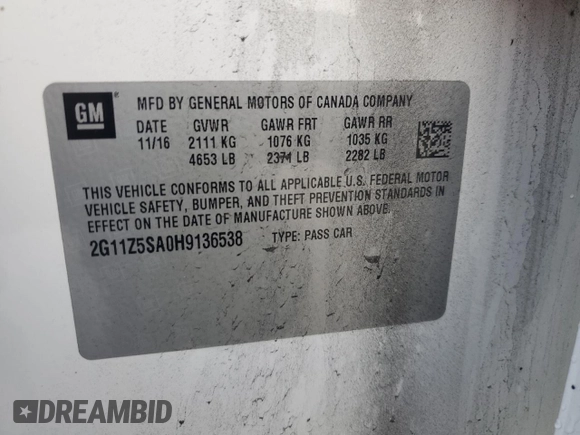 GM
MFD BY GENERAL MOTORS OF CANADA COMPANY
DATE GVWR GAWR FRT GAWR RR
11/16 2111 KG 1076 KG 1035 KG
4653 LB 2371 LB 2282 LB
THIS VEHICLE CONFORMS TO ALL APPLICABLE U.S. FEDERAL MOTOR
VEHICLE SAFETY, BUMPER, AND THEFT PREVENTION STANDARDS IN
EFFECT ON THE DATE OF MANUFACTURE SHOWN ABOVE.
2G11Z5SA0H9136538 TYPE: PASS CAR
DREAMBID